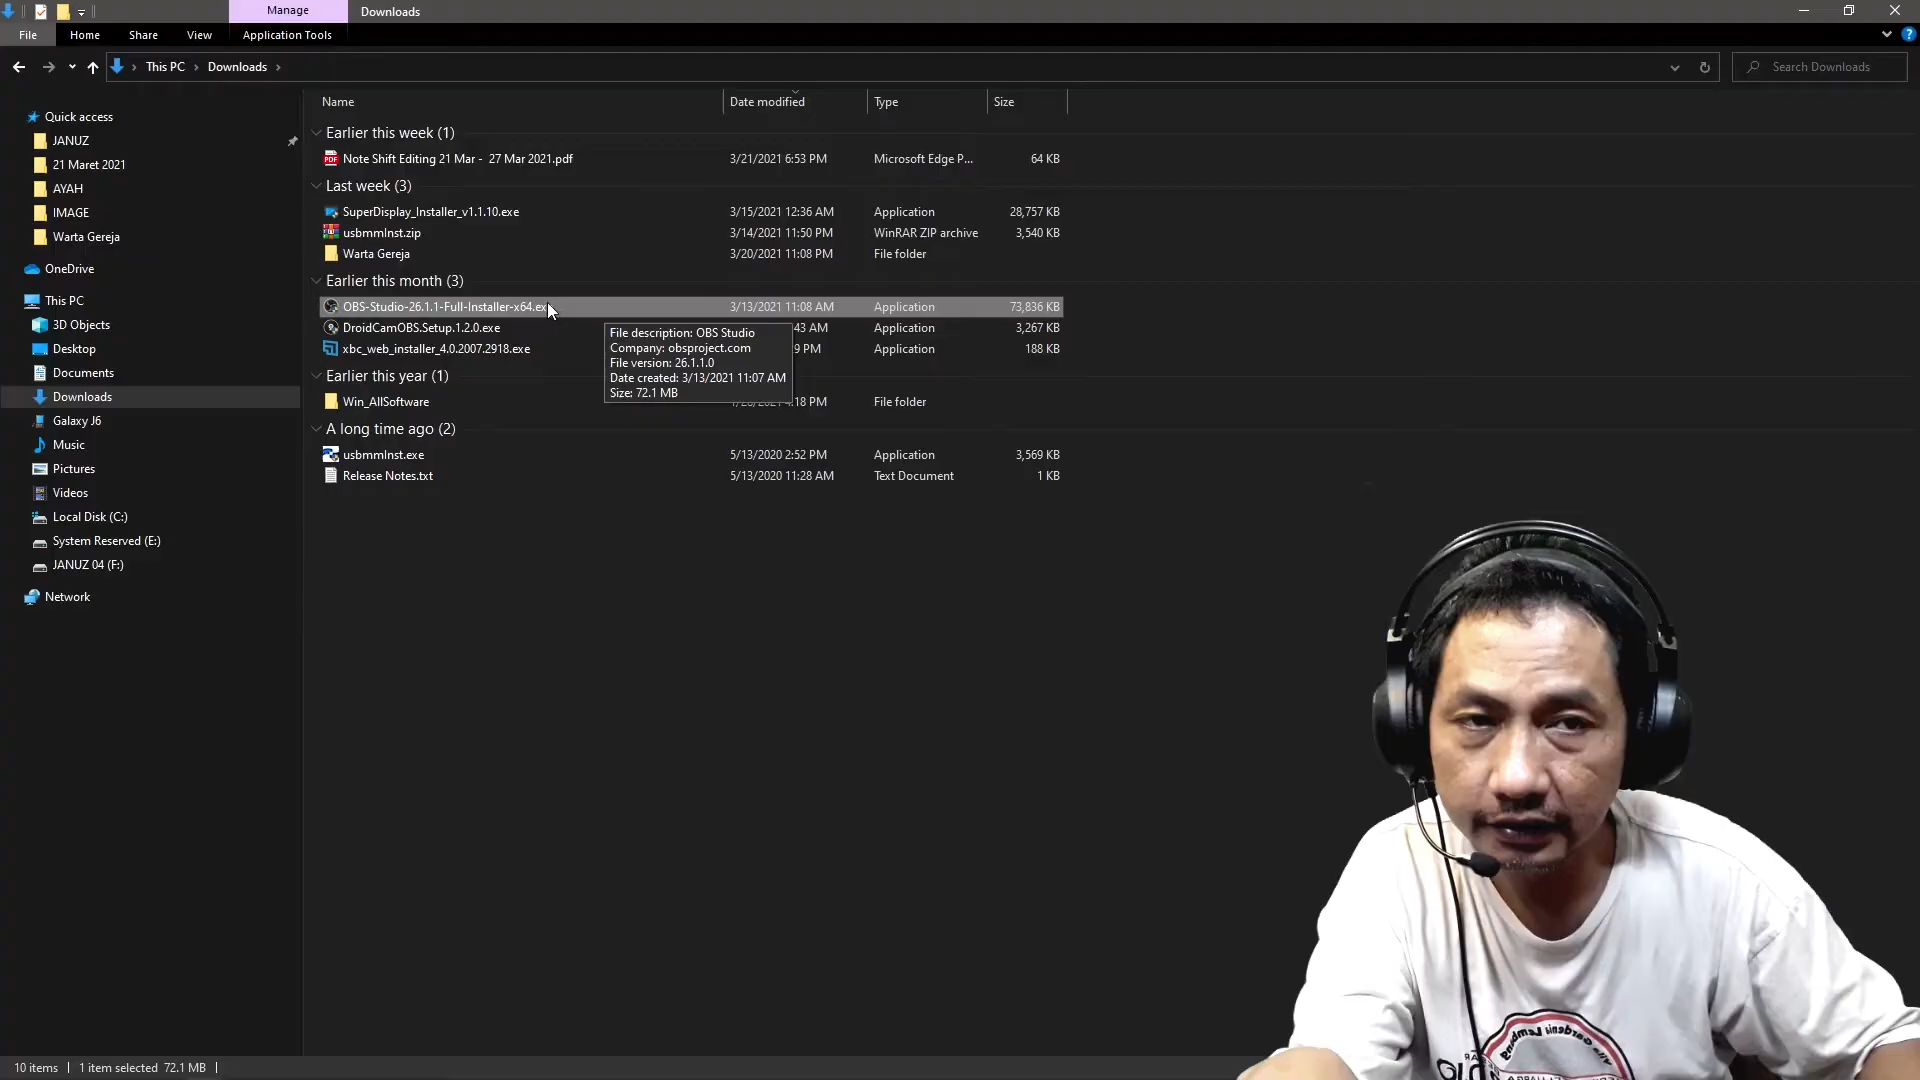 Manage
Downloads
File
Home
Share
View
Application Tools
This PC
Downloads
Search Downloads
Name
Date modified
Type
Size
Quick access
JANUZ
21 Maret 2021
AYAH
IMAGE
Warta Gereja
OneDrive
This PC
3D Objects
Desktop
Documents
Downloads
Galaxy J6
Music
Pictures
Videos
Local Disk (C:)
System Reserved (E:)
JANUZ 04 (F:)
Network
Earlier this week (1)
Note Shift Editing 21 Mar - 27 Mar 2021.pdf 3/21/2021 6:53 PM Microsoft Edge P... 64 KB
Last week (3)
SuperDisplay_Installer_v1.1.10.exe 3/15/2021 12:36 AM Application 28,757 KB
usbmmInst.zip 3/14/2021 11:50 PM WinRAR ZIP archive 3,540 KB
Warta Gereja 3/20/2021 11:08 PM File folder
Earlier this month (3)
OBS-Studio-26.1.1-Full-Installer-x64.ex 3/13/2021 11:08 AM Application 73,836 KB
DroidCamOBS.Setup.1.2.0.exe 43 AM Application 3,267 KB
xbc_web_installer_4.0.2007.2918.exe 9 PM Application 188 KB
File description: OBS Studio
Company: obsproject.com
File version: 26.1.1.0
Date created: 3/13/2021 11:07 AM
Size: 72.1 MB
Earlier this year (1)
Win_AllSoftware 4:18 PM File folder
A long time ago (2)
usbmmInst.exe 5/13/2020 2:52 PM Application 3,569 KB
Release Notes.txt 5/13/2020 11:28 AM Text Document 1 KB
10 items
1 item selected 72.1 MB